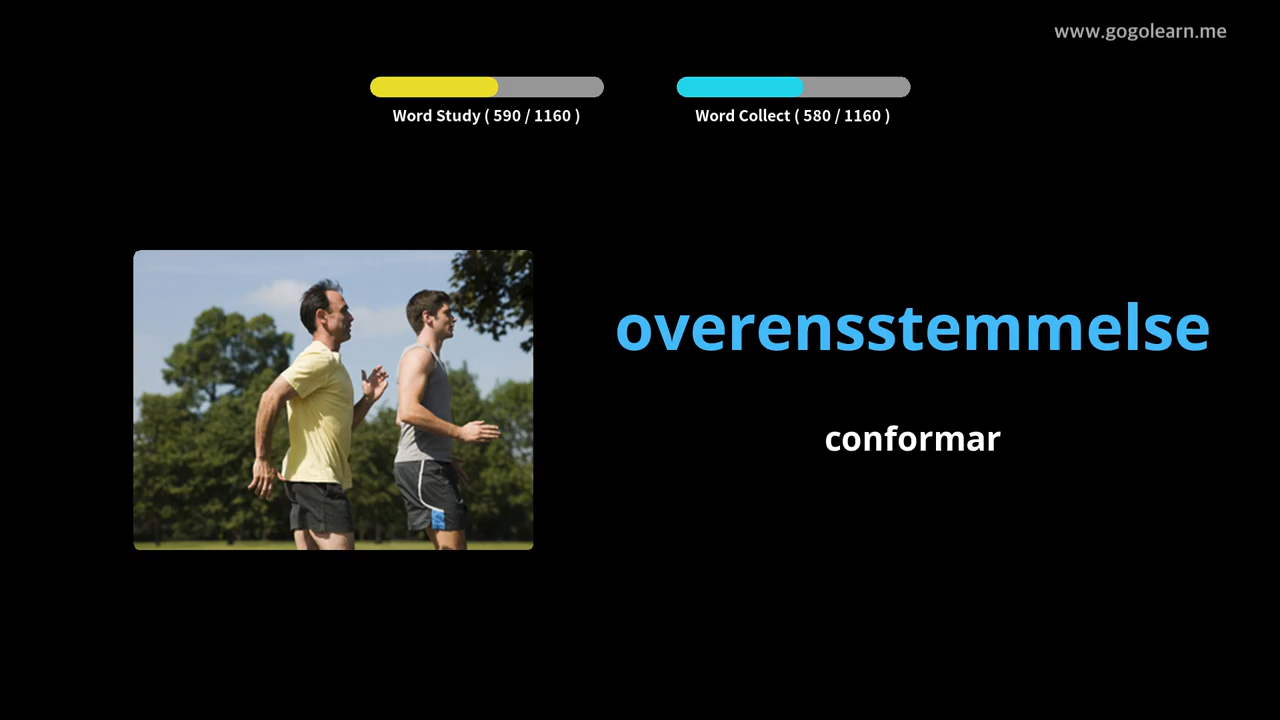 www.gogolearn.me
Word Study ( 590 / 1160 )
Word Collect ( 580 / 1160 )
overensstemmelse
conformar